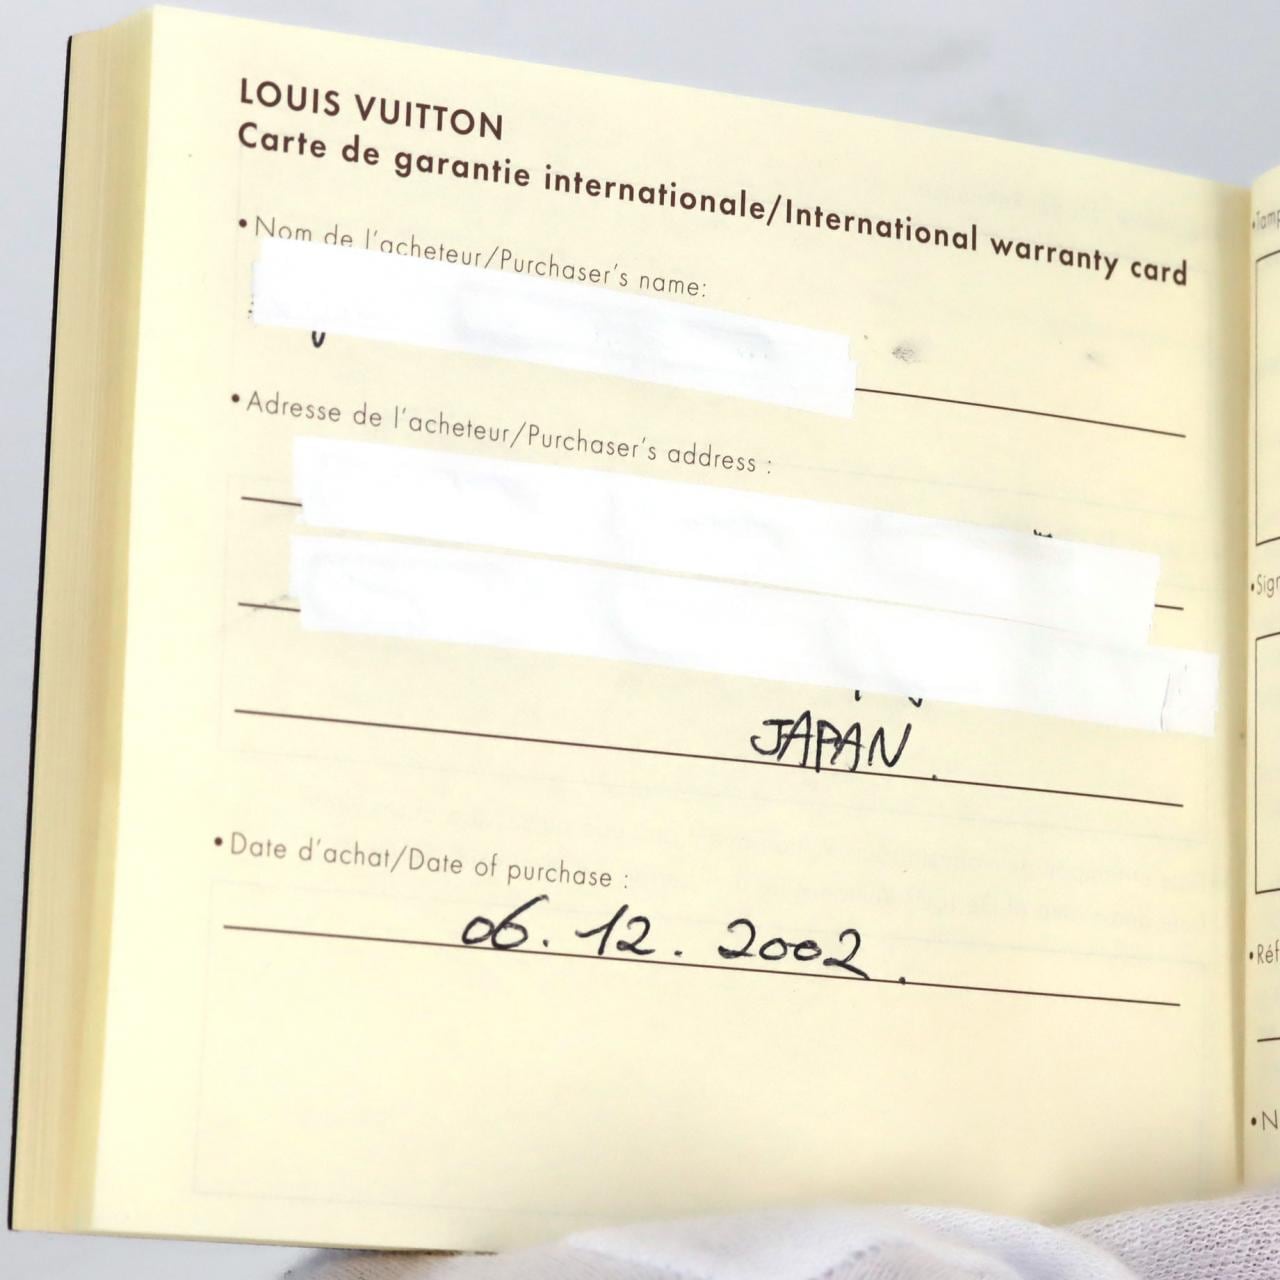 LOUIS VUITTON
Carte de garantie internationale/International warranty card
• Nom de l'acheteur/Purchaser's name:
• Adresse de l'acheteur/Purchaser's address :
JAPAN.
• Date d'achat/Date of purchase :
06. 12. 2002.